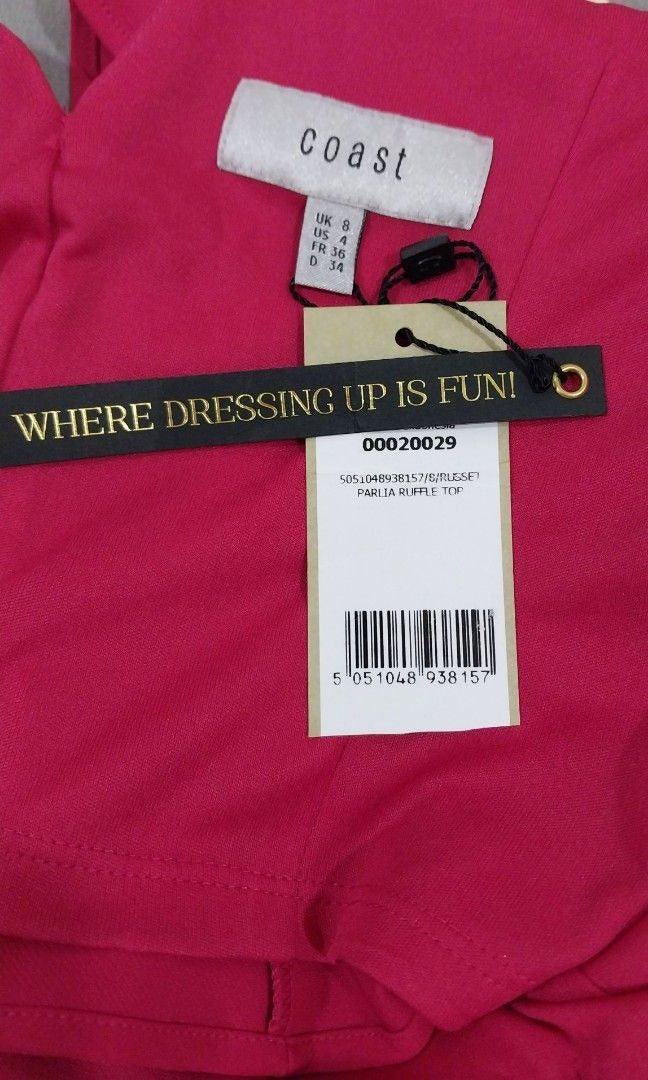 coast
UK 8
US 4
FR 36
D 34
WHERE DRESSING UP IS FUN!
00020029
5051048938157/8/RUSSET
PARLIA RUFFLE TOP
5 051048 938157